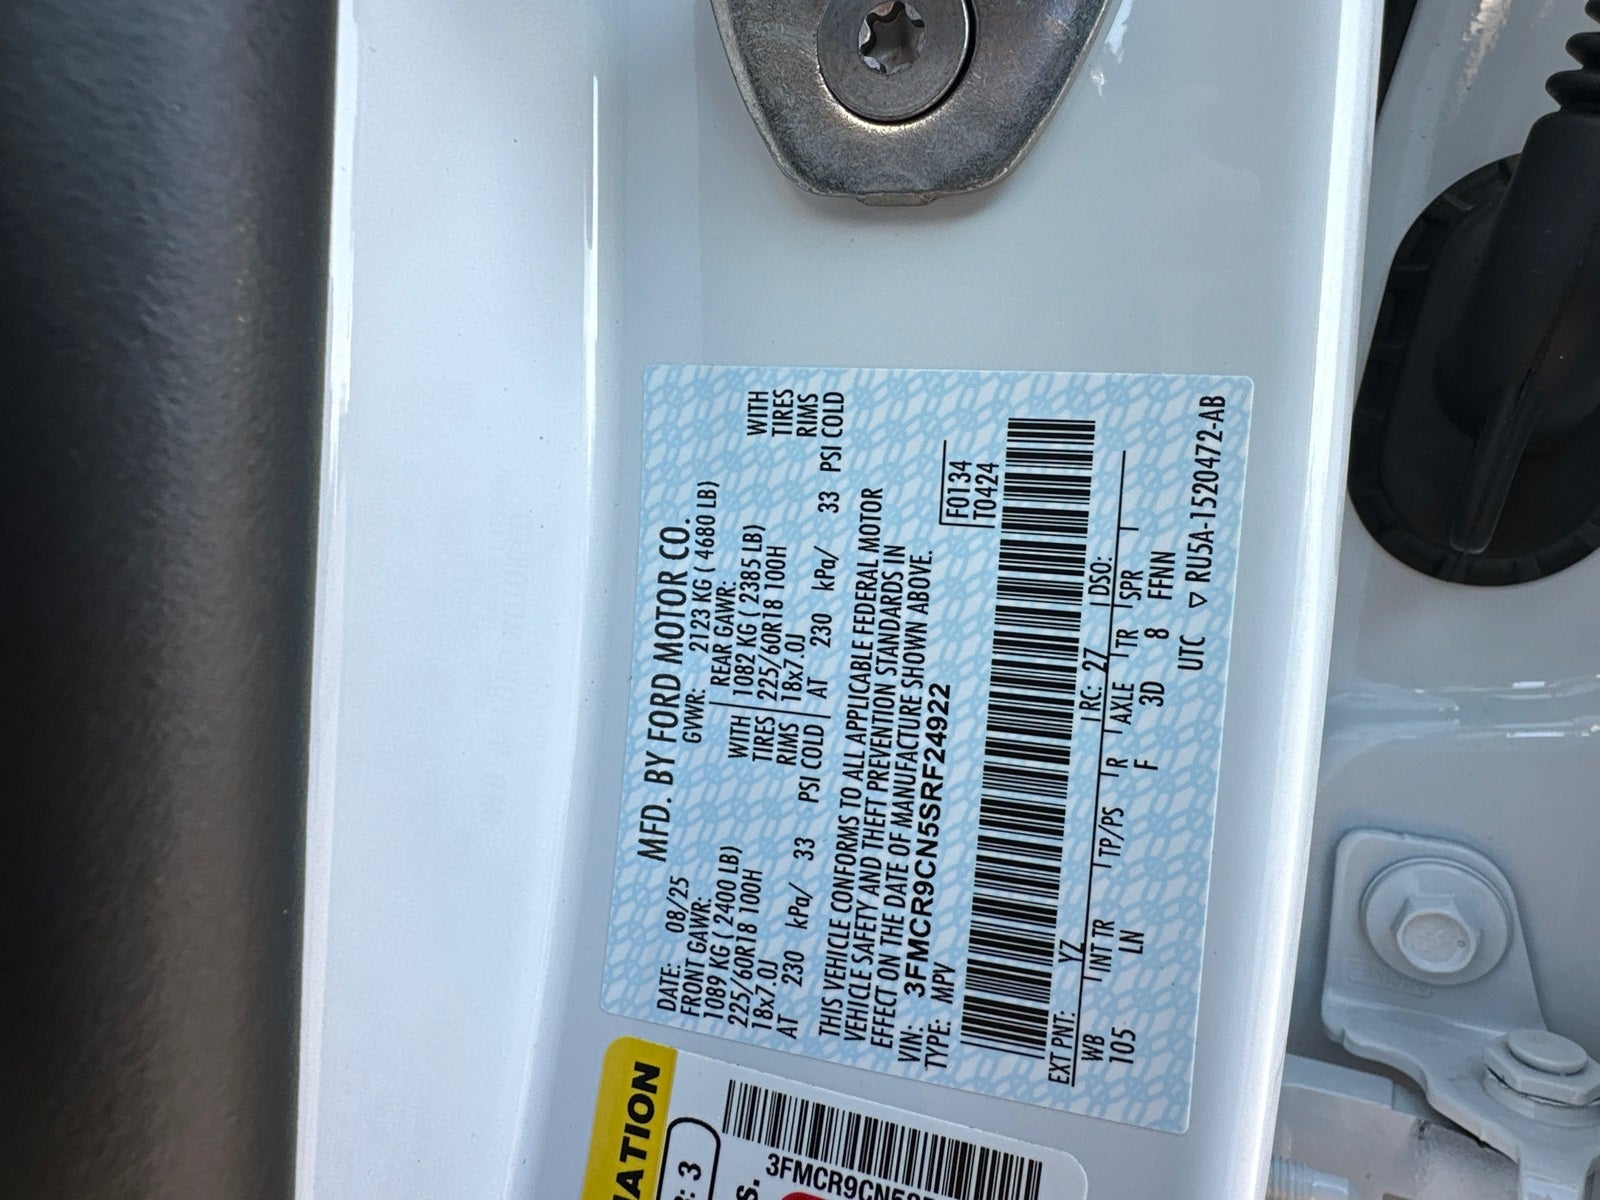 MFD. BY FORD MOTOR CO.
DATE: 08/25 GVWR: 2123 KG ( 4680 LB)
FRONT GAWR: REAR GAWR:
1089 KG ( 2400 LB) WITH 1082 KG ( 2385 LB) WITH
225/60R18 100H TIRES 225/60R18 100H TIRES
18x7.0J RIMS 18x7.0J RIMS
AT 230 kPa/ 33 PSI COLD AT 230 kPa/ 33 PSI COLD
THIS VEHICLE CONFORMS TO ALL APPLICABLE FEDERAL MOTOR
VEHICLE SAFETY AND THEFT PREVENTION STANDARDS IN
EFFECT ON THE DATE OF MANUFACTURE SHOWN ABOVE.
VIN: 3FMCR9CN5SRF24922
TYPE: MPV
F0134
T0424
EXT PNT: YZ RC: 27 DSO:
WB INT TR TP/PS R AXLE TR SPR
105 LN F 3D 8 FFNN
UTC ▽ RU5A-1520472-AB
: 3
S. 3FMCR9CN5S